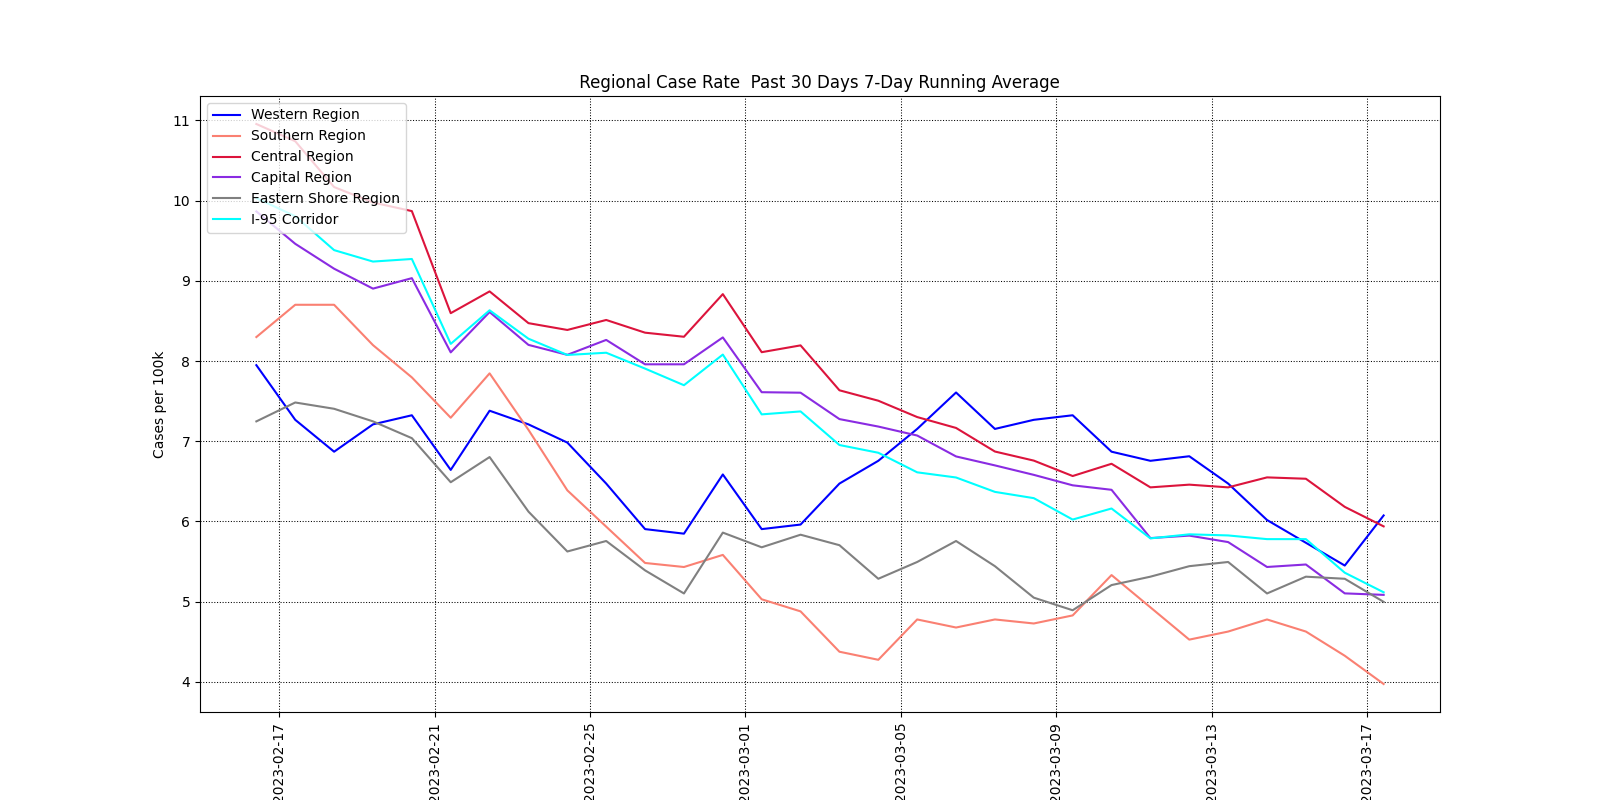 Regional Case Rate  Past 30 Days 7-Day Running Average
Western Region
Southern Region
Central Region
Capital Region
Eastern Shore Region
I-95 Corridor
Cases per 100k
11
10
9
8
7
6
5
4
2023-02-17
2023-02-21
2023-02-25
2023-03-01
2023-03-05
2023-03-09
2023-03-13
2023-03-17